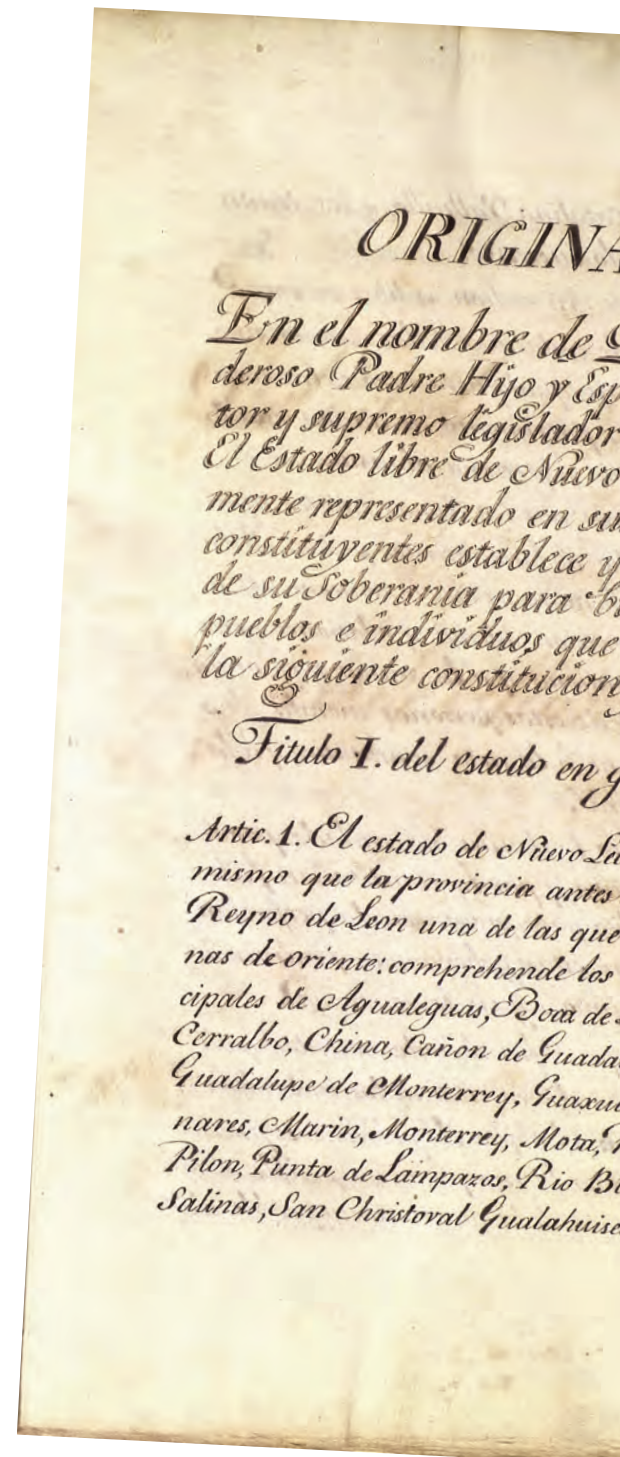 ORIGINA
En el nombre de D
deroso Padre Hijo y Esp
tor y supremo legislador
El Estado libre de Nuevo
mente representado en su
constituyentes establece y
de su Soberania para
pueblos e individuos que
la siguiente constitucion
Titulo I. del estado en g
Artic. 1. El estado de Nuevo Le
mismo que la provincia antes
Reyno de Leon una de las que
nas de oriente: comprehende los
cipales de Agualeguas, Boca de
Cerralbo, China, Cañon de Guada
Guadalupe de Monterrey, Guaxu
nares, Marin, Monterrey, Mota,
Pilon, Punta de Lampazos, Rio Bl
Salinas, San Christoval Gualahuise